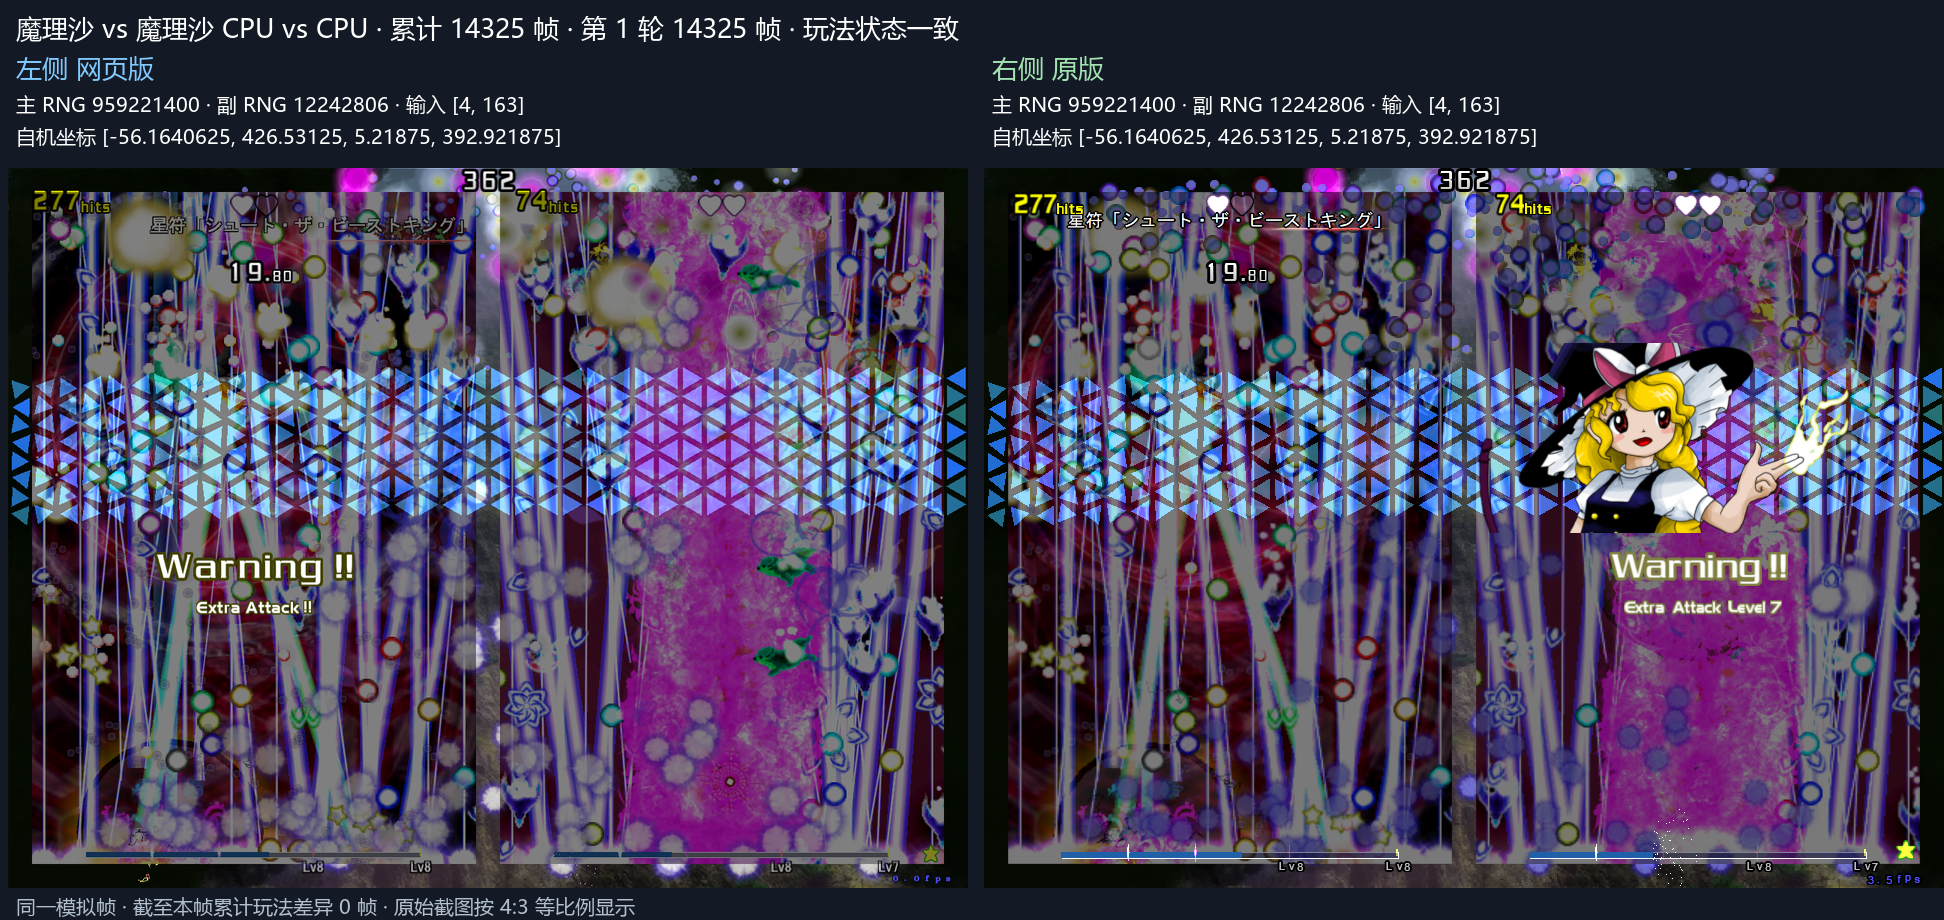 魔理沙 vs 魔理沙 CPU vs CPU · 累计 14325 帧 · 第 1 轮 14325 帧 · 玩法状态一致
左侧 网页版
主 RNG 959221400 · 副 RNG 12242806 · 输入 [4, 163]
自机坐标 [-56.1640625, 426.53125, 5.21875, 392.921875]
右侧 原版
主 RNG 959221400 · 副 RNG 12242806 · 输入 [4, 163]
自机坐标 [-56.1640625, 426.53125, 5.21875, 392.921875]
362
277hits
74hits
星符「シュート・ザ・ビーストキング」
19.80
Warning !!
Extra Attack !!
Lv8
Lv8
Lv8
Lv7
0.0fps
362
277hits
74hits
星符「シュート・ザ・ビーストキング」
19.80
Warning !!
Extra Attack Level 7
Lv8
Lv8
Lv8
Lv7
3.5fps
同一模拟帧 · 截至本帧累计玩法差异 0 帧 · 原始截图按 4:3 等比例显示